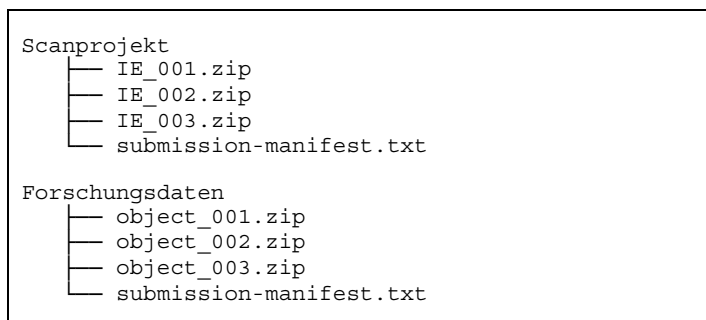 Scanprojekt
├── IE_001.zip
├── IE_002.zip
├── IE_003.zip
└── submission-manifest.txt
Forschungsdaten
├── object_001.zip
├── object_002.zip
├── object_003.zip
└── submission-manifest.txt